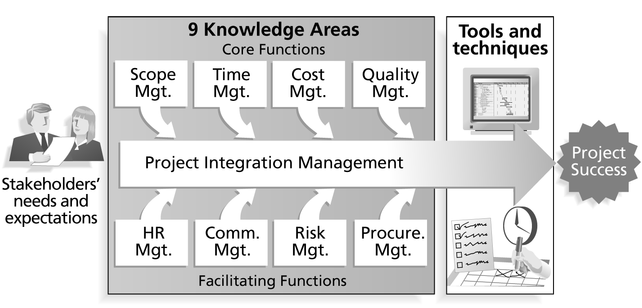 9 Knowledge Areas
Core Functions
Scope
Mgt.
Time
Mgt.
Cost
Mgt.
Quality
Mgt.
Project Integration Management
HR
Mgt.
Comm.
Mgt.
Risk
Mgt.
Procure.
Mgt.
Facilitating Functions
Stakeholders'
needs and
expectations
Tools and
techniques
Project
Success